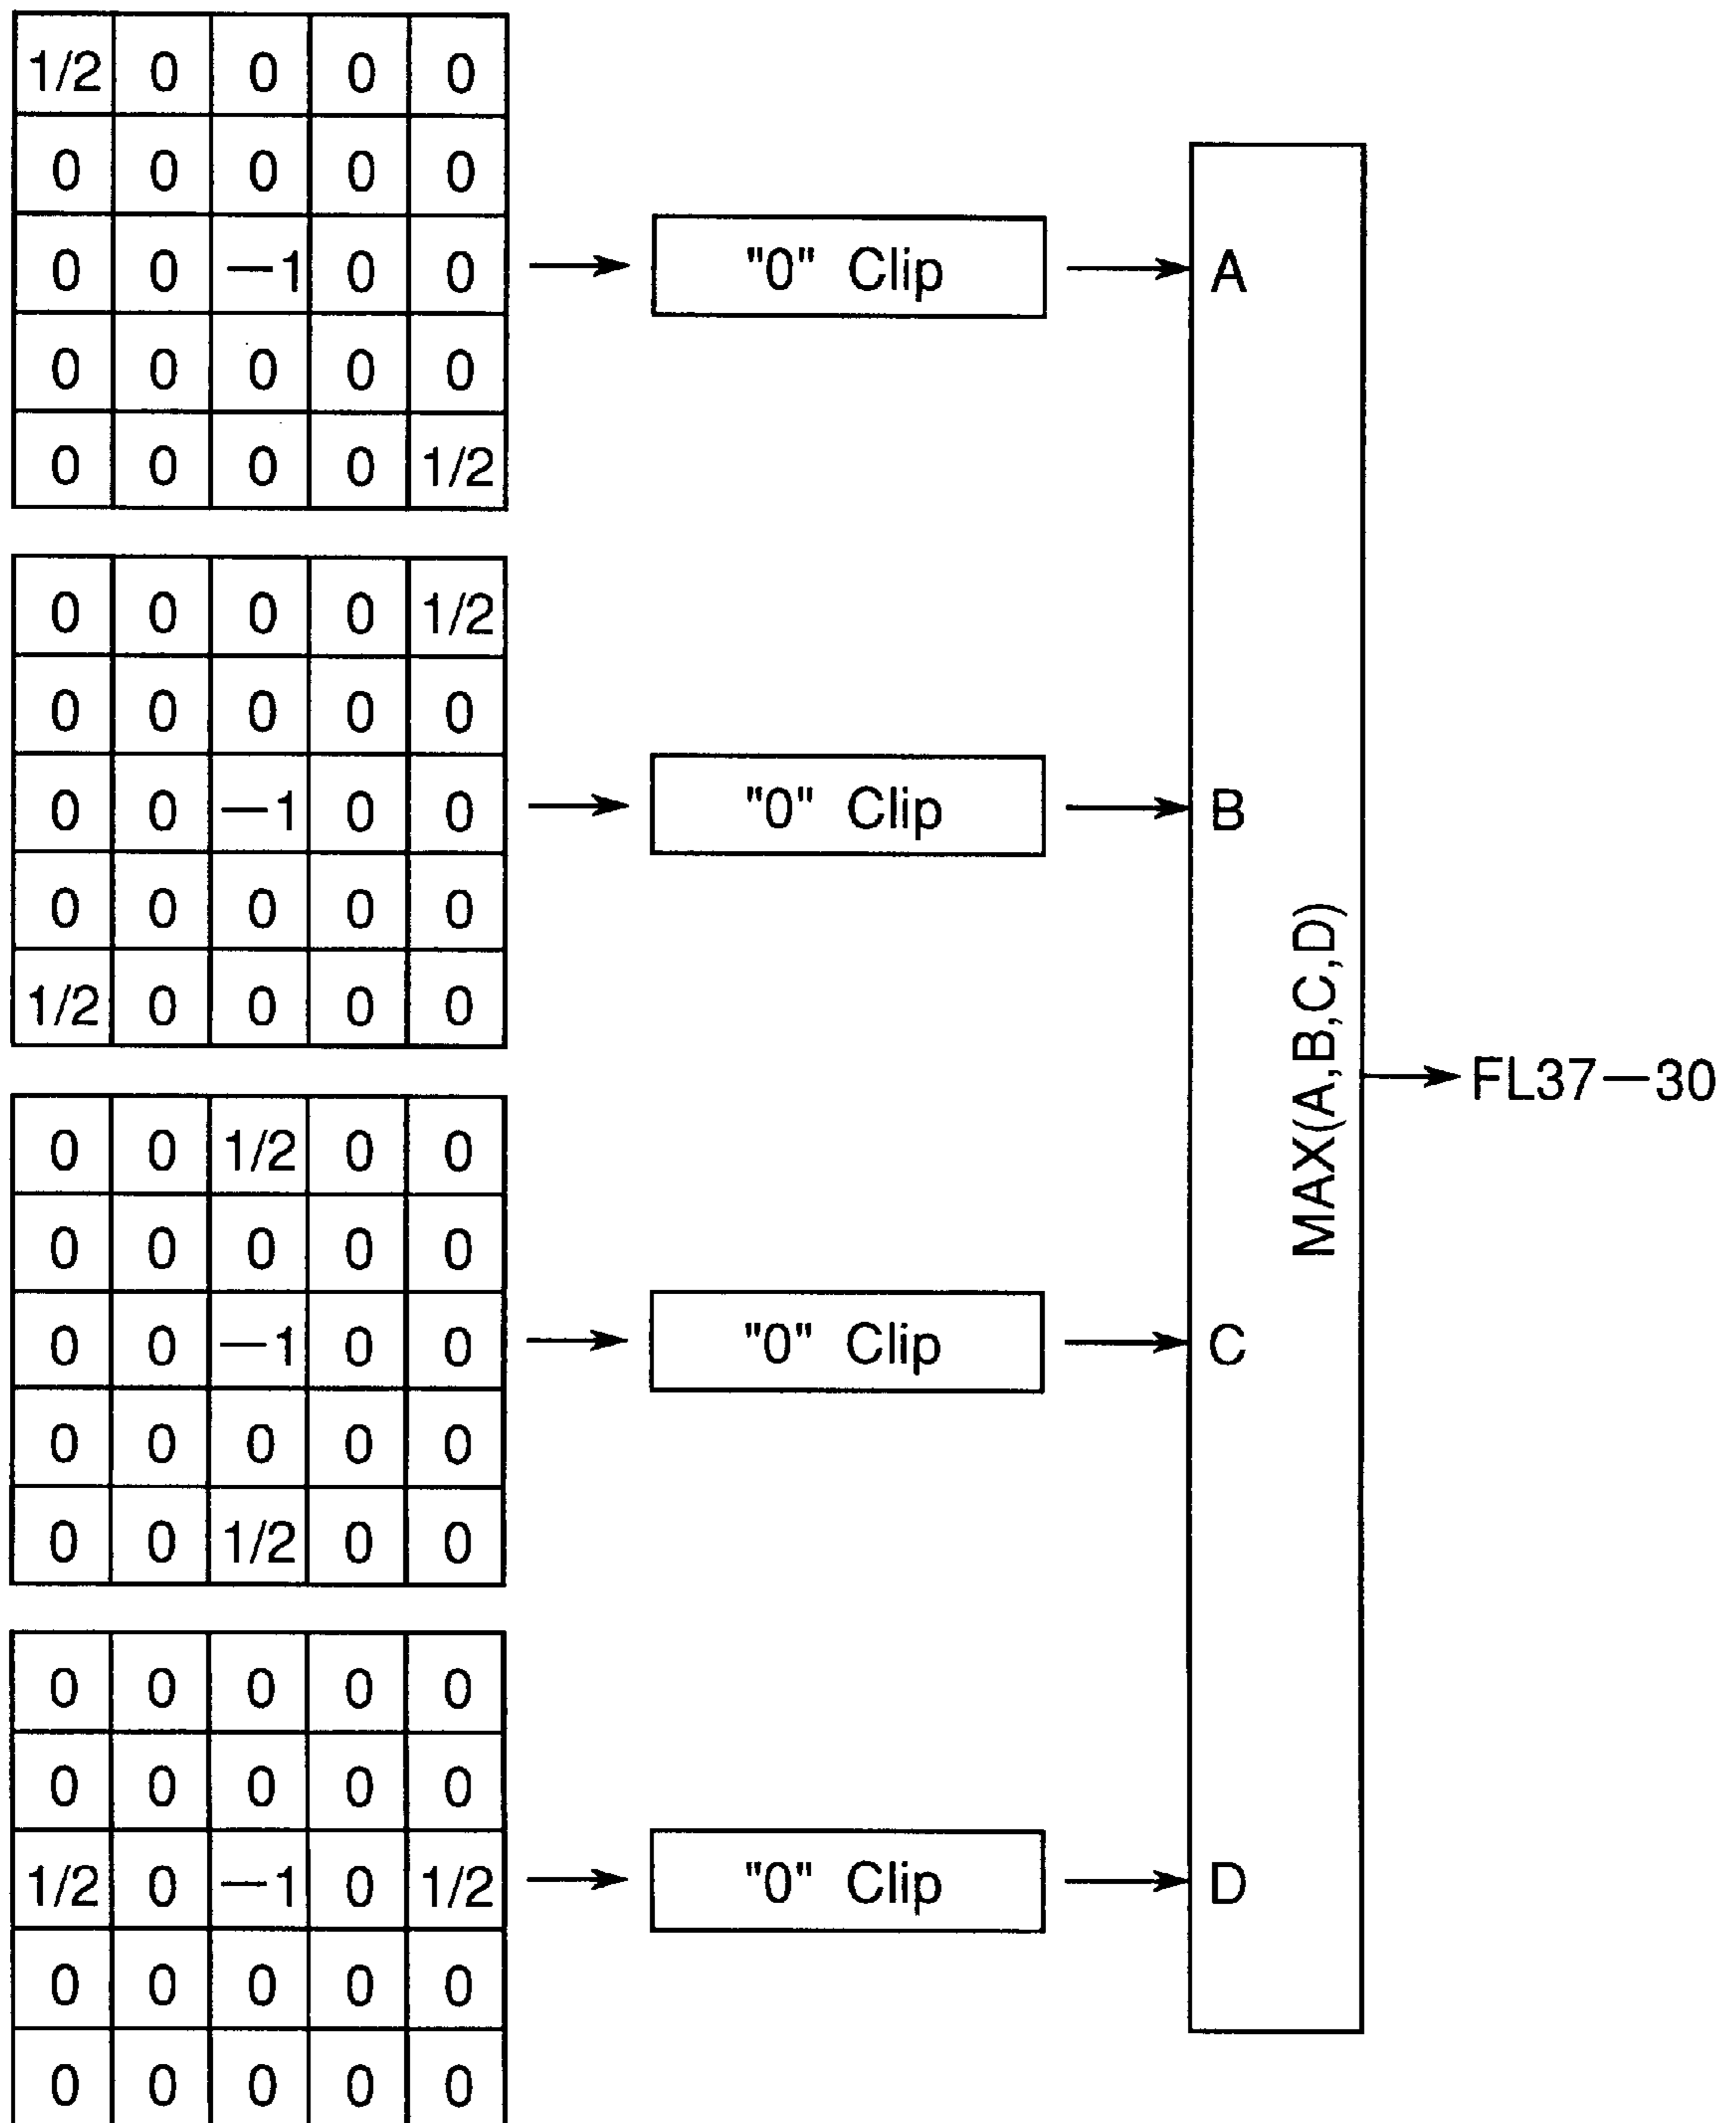 1/2 0 0 0 0
0 0 0 0 0
0 0 —1 0 0
0 0 0 0 0
0 0 0 0 1/2
"0" Clip
A
0 0 0 0 1/2
0 0 0 0 0
0 0 —1 0 0
0 0 0 0 0
1/2 0 0 0 0
"0" Clip
B
0 0 1/2 0 0
0 0 0 0 0
0 0 —1 0 0
0 0 0 0 0
0 0 1/2 0 0
"0" Clip
C
0 0 0 0 0
0 0 0 0 0
1/2 0 —1 0 1/2
0 0 0 0 0
0 0 0 0 0
"0" Clip
D
MAX(A,B,C,D)
FL37—30